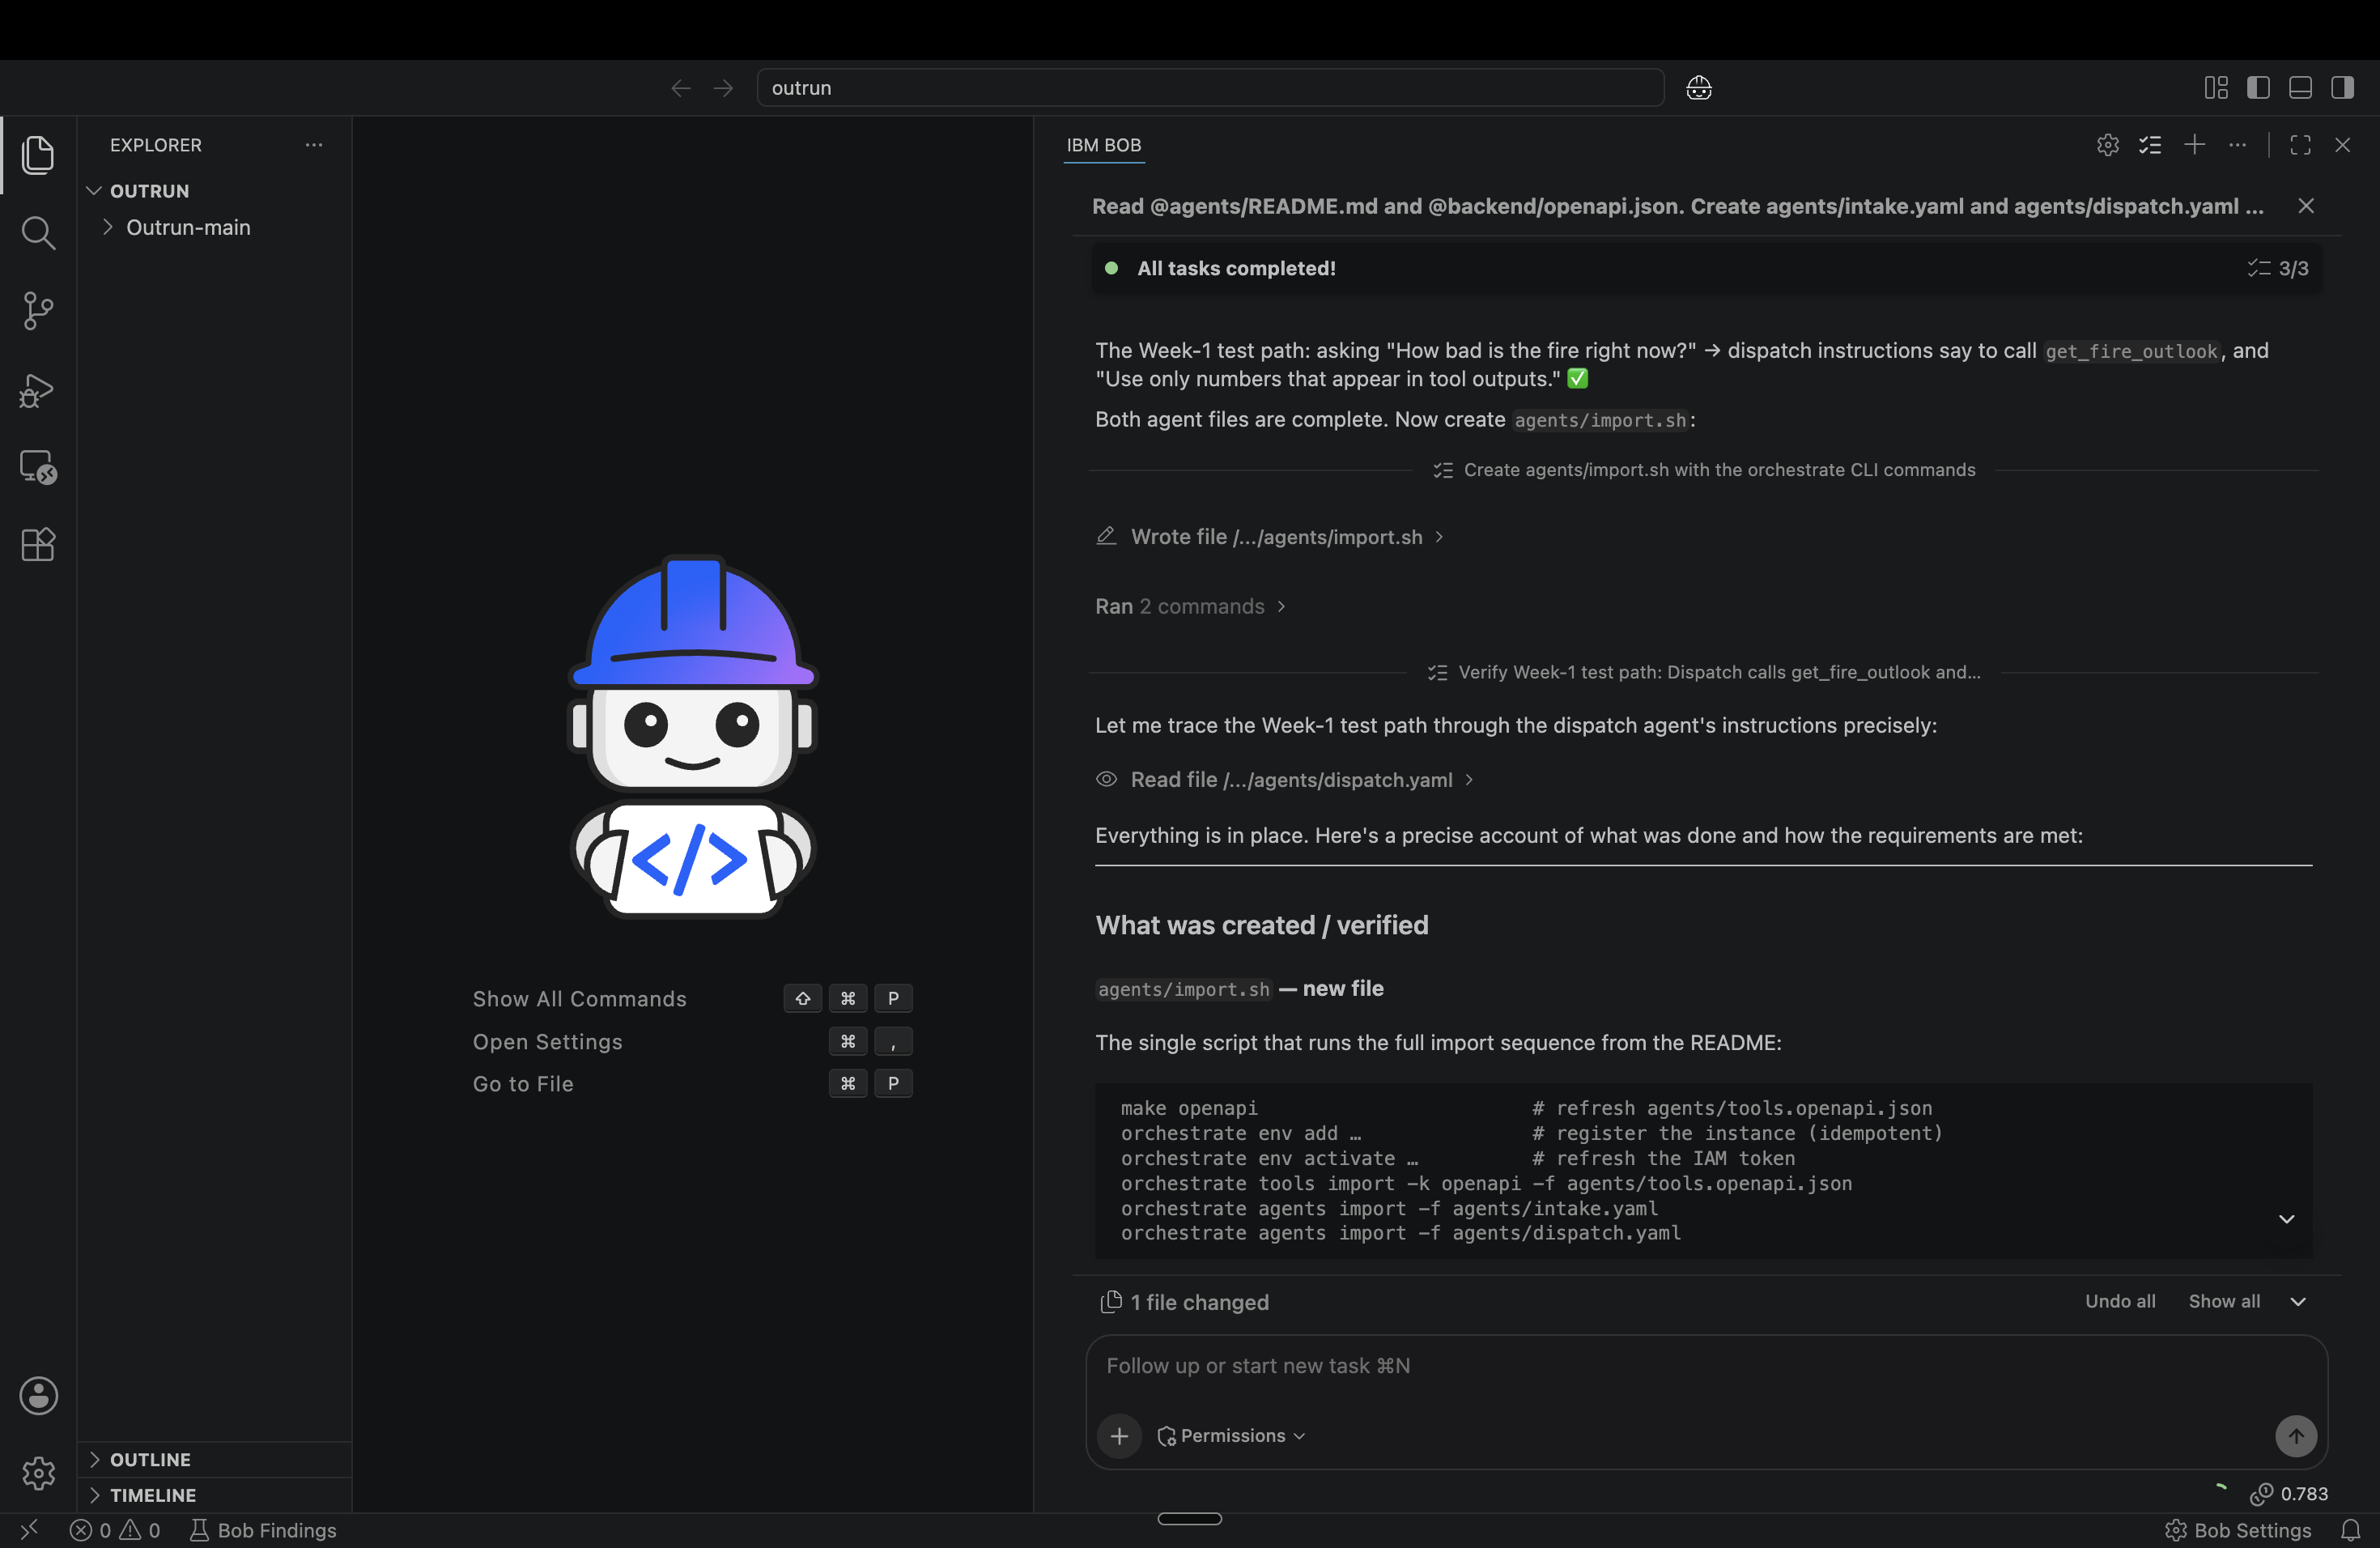 outrun
EXPLORER
OUTRUN
Outrun-main
</>
Show All Commands ⇧ ⌘ P
Open Settings ⌘ ,
Go to File ⌘ P
OUTLINE
TIMELINE
IBM BOB
Read @agents/README.md and @backend/openapi.json. Create agents/intake.yaml and agents/dispatch.yaml ...
All tasks completed! 3/3
The Week-1 test path: asking "How bad is the fire right now?" → dispatch instructions say to call get_fire_outlook, and
"Use only numbers that appear in tool outputs." ✅
Both agent files are complete. Now create agents/import.sh:
Create agents/import.sh with the orchestrate CLI commands
Wrote file /.../agents/import.sh >
Ran 2 commands >
Verify Week-1 test path: Dispatch calls get_fire_outlook and...
Let me trace the Week-1 test path through the dispatch agent's instructions precisely:
Read file /.../agents/dispatch.yaml >
Everything is in place. Here's a precise account of what was done and how the requirements are met:
What was created / verified
agents/import.sh — new file
The single script that runs the full import sequence from the README:
make openapi # refresh agents/tools.openapi.json
orchestrate env add … # register the instance (idempotent)
orchestrate env activate … # refresh the IAM token
orchestrate tools import -k openapi -f agents/tools.openapi.json
orchestrate agents import -f agents/intake.yaml
orchestrate agents import -f agents/dispatch.yaml
1 file changed Undo all Show all
Follow up or start new task ⌘N
Permissions
0.783
0 0 Bob Findings Bob Settings